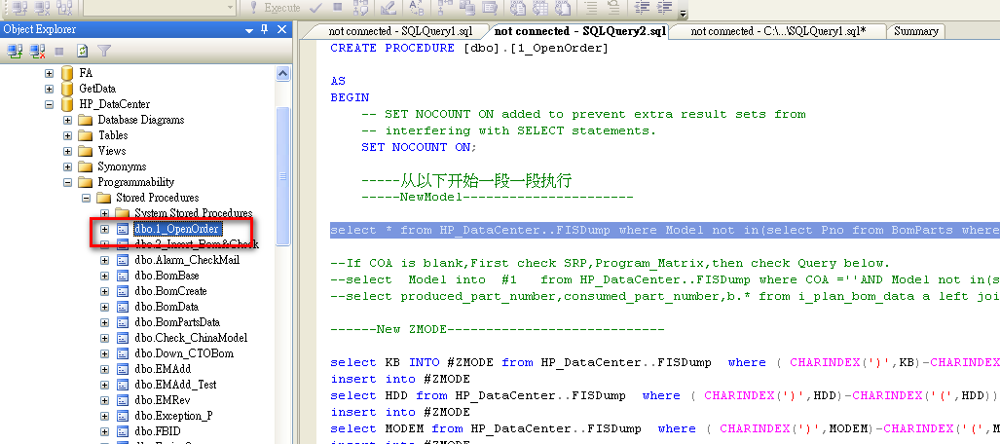 Execute
Object Explorer
FA
GetData
HP_DataCenter
Database Diagrams
Tables
Views
Synonyms
Programmability
Stored Procedures
System Stored Procedures
dbo.1_OpenOrder
dbo.2_Insert_Bom&Check
dbo.Alarm_CheckMail
dbo.BomBase
dbo.BomCreate
dbo.BomData
dbo.BomPartsData
dbo.Check_ChinaModel
dbo.Down_CTOBom
dbo.EMAdd
dbo.EMAdd_Test
dbo.EMRev
dbo.Exception_P
dbo.FBID
not connected - SQLQuery1.sql
not connected - SQLQuery2.sql
not connected - C:\...\SQLQuery1.sql*
Summary
CREATE PROCEDURE [dbo].[1_OpenOrder]
AS
BEGIN
-- SET NOCOUNT ON added to prevent extra result sets from
-- interfering with SELECT statements.
SET NOCOUNT ON;
-----从以下开始一段一段执行
-----NewModel-----------------------
select * from HP_DataCenter..FISDump where Model not in(select Pno from BomParts where
--If COA is blank,First check SRP,Program_Matrix,then check Query below.
--select  Model into  #1   from HP_DataCenter..FISDump where COA =''AND Model not in(s
--select produced_part_number,consumed_part_number,b.* from i_plan_bom_data a left joi
------New ZMODE----------------------------
select KB INTO #ZMODE from HP_DataCenter..FISDump  where ( CHARINDEX(')',KB)-CHARINDEX
insert into #ZMODE
select HDD from HP_DataCenter..FISDump  where ( CHARINDEX(')',HDD)-CHARINDEX('(',HDD))
insert into #ZMODE
select MODEM from HP_DataCenter..FISDump  where ( CHARINDEX(')',MODEM)-CHARINDEX('(',M
insert into #ZMODE